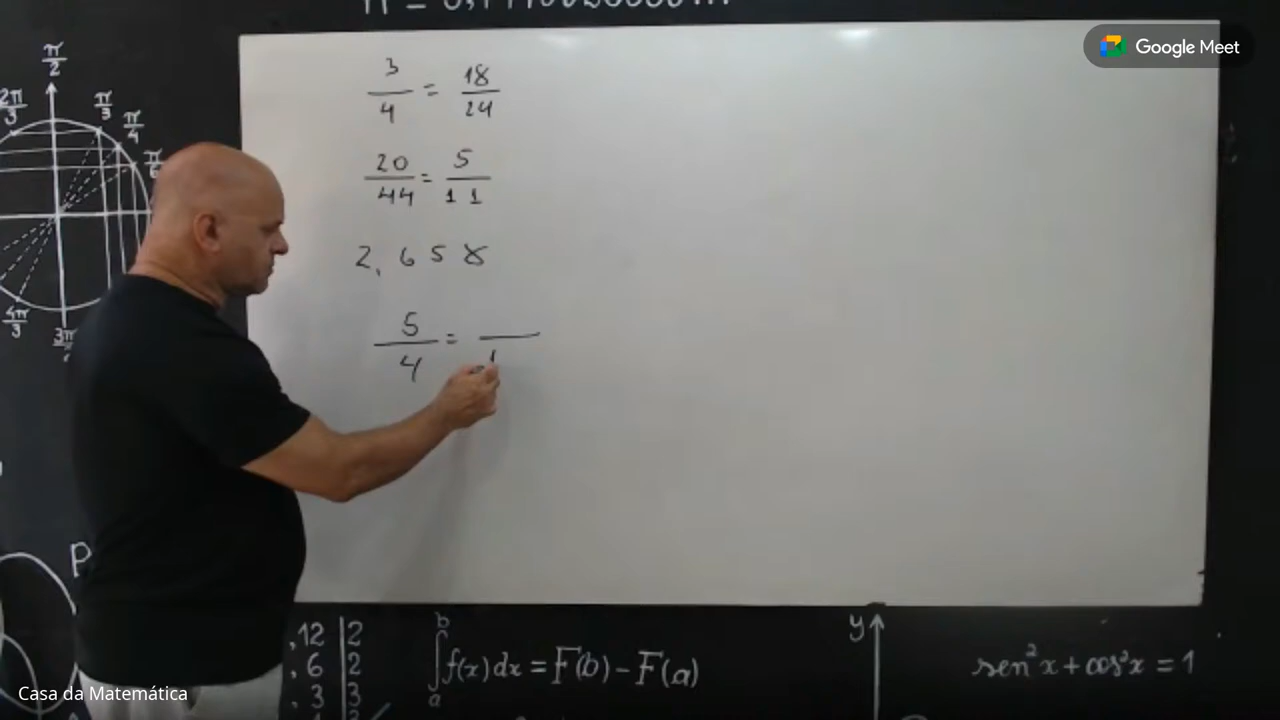 Google Meet
π/2
2π/3
π/3
π/4
4π/3
3/4 = 18/24
20/44 = 5/11
2,658
5/4 =
P
12 | 2
6 | 2
3 | 3
∫ₐᵇ f(x) dx = F(b) - F(a)
y
sen²x + cos²x = 1
Casa da Matemática